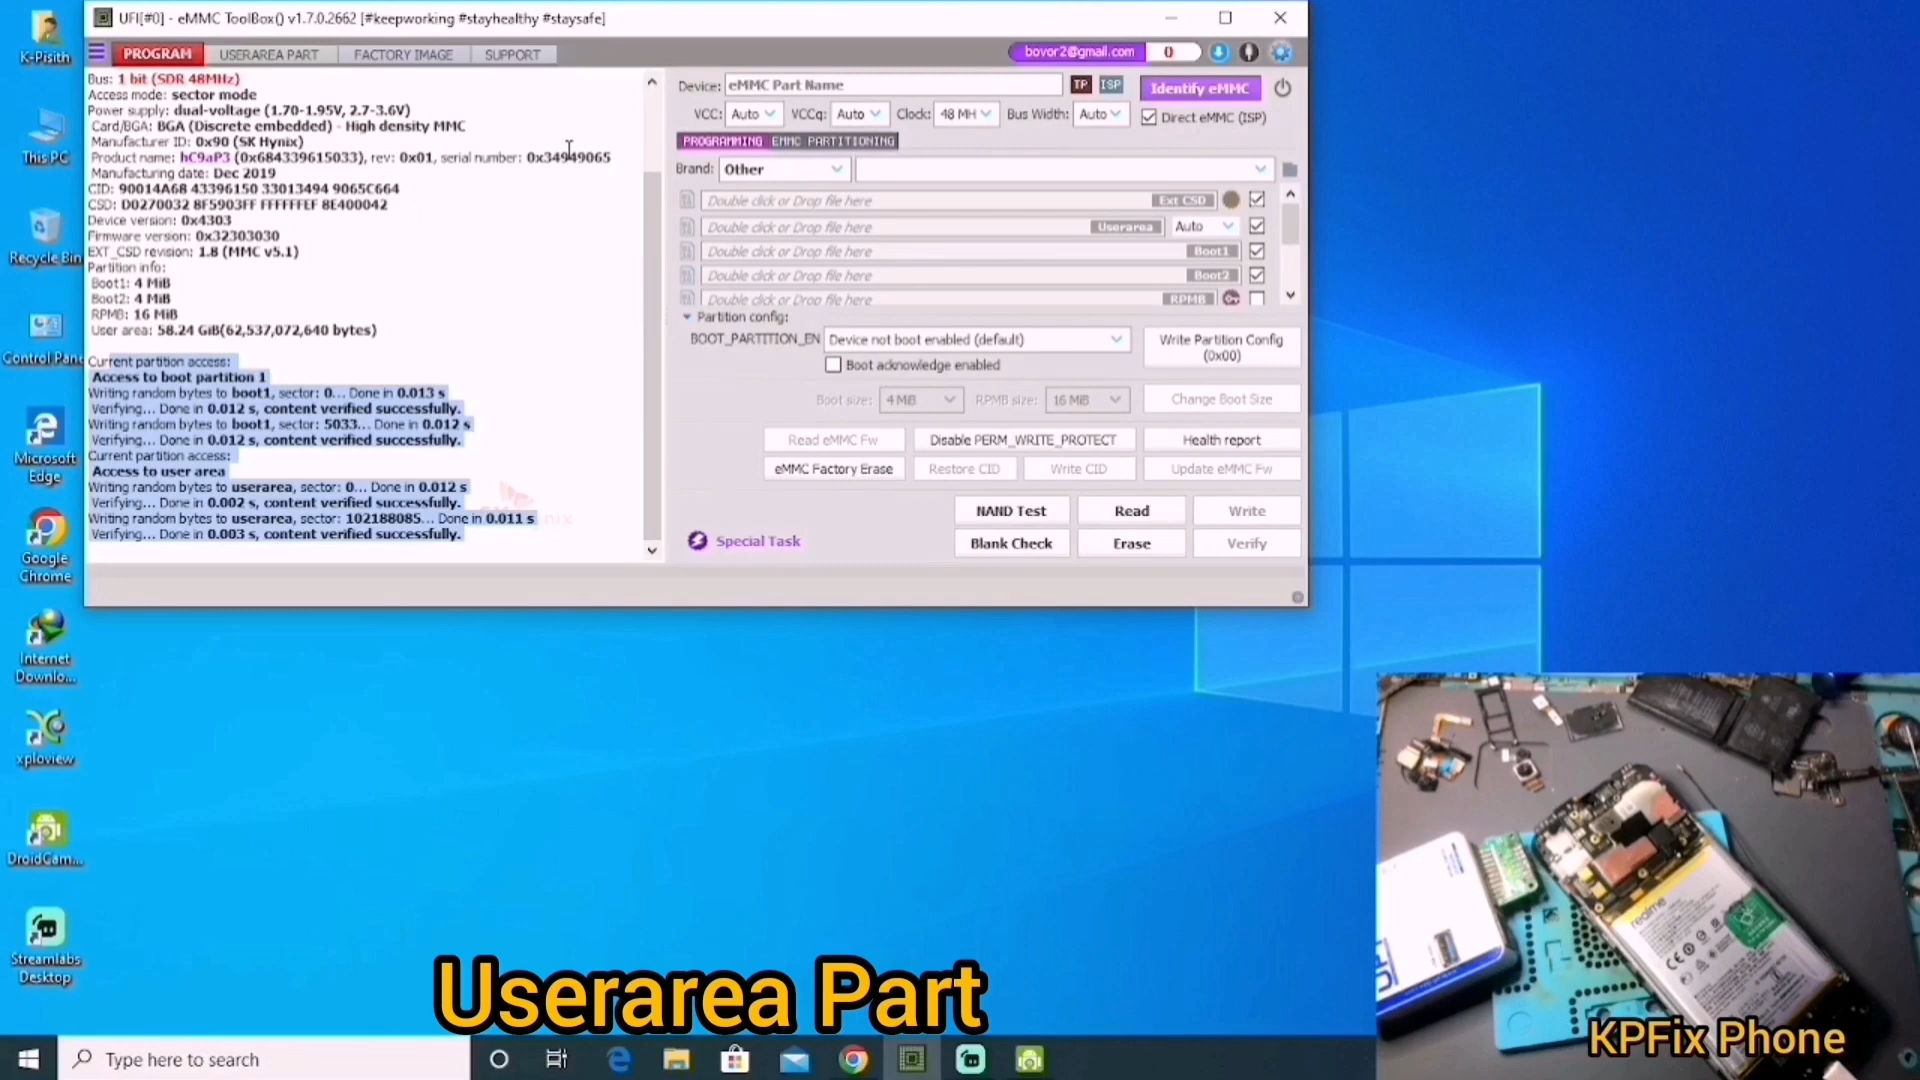 UFI[#0] - eMMC ToolBox() v1.7.0.2662 [#keepworking #stayhealthy #staysafe]
PROGRAM
USERAREA PART
FACTORY IMAGE
SUPPORT
bovor2@gmail.com
0
Bus: 1 bit (SDR 48MHz)
Access mode: sector mode
Power supply: dual-voltage (1.70-1.95V, 2.7-3.6V)
Card/BGA: BGA (Discrete embedded) - High density MMC
Manufacturer ID: 0x90 (SK Hynix)
Product name: hC9aP3 (0x684339615033), rev: 0x01, serial number: 0x34949065
Manufacturing date: Dec 2019
CID: 90014A68 43396150 33013494 9065C664
CSD: D0270032 8F5903FF FFFFFFEF 8E400042
Device version: 0x4303
Firmware version: 0x32303030
EXT_CSD revision: 1.8 (MMC v5.1)
Partition info:
Boot1: 4 MiB
Boot2: 4 MiB
RPMB: 16 MiB
User area: 58.24 GiB(62,537,072,640 bytes)
Current partition access:
Access to boot partition 1
Writing random bytes to boot1, sector: 0... Done in 0.013 s
Verifying... Done in 0.012 s, content verified successfully.
Writing random bytes to boot1, sector: 5033... Done in 0.012 s
Verifying... Done in 0.012 s, content verified successfully.
Current partition access:
Access to user area
Writing random bytes to userarea, sector: 0... Done in 0.012 s
Verifying... Done in 0.002 s, content verified successfully.
Writing random bytes to userarea, sector: 102188085... Done in 0.011 s
Verifying... Done in 0.003 s, content verified successfully.
Device: eMMC Part Name
TP
ISP
Identify eMMC
VCC: Auto
VCCq: Auto
Clock: 48 MH
Bus Width: Auto
Direct eMMC (ISP)
PROGRAMMING
EMMC PARTITIONING
Brand: Other
Double click or Drop file here
Ext CSD
Double click or Drop file here
Userarea
Auto
Double click or Drop file here
Boot1
Double click or Drop file here
Boot2
Double click or Drop file here
RPMB
Partition config:
BOOT_PARTITION_EN
Device not boot enabled (default)
Write Partition Config
(0x00)
Boot acknowledge enabled
Boot size: 4 MiB
RPMB size: 16 MiB
Change Boot Size
Read eMMC Fw
Disable PERM_WRITE_PROTECT
Health report
eMMC Factory Erase
Restore CID
Write CID
Update eMMC Fw
NAND Test
Read
Write
Special Task
Blank Check
Erase
Verify
K-Pisith
This PC
Recycle Bin
Control Pane
Microsoft
Edge
Google
Chrome
Internet
Downlo...
xploview
DroidCam...
Streamlabs
Desktop
realme
Userarea Part
KPFix Phone
Type here to search